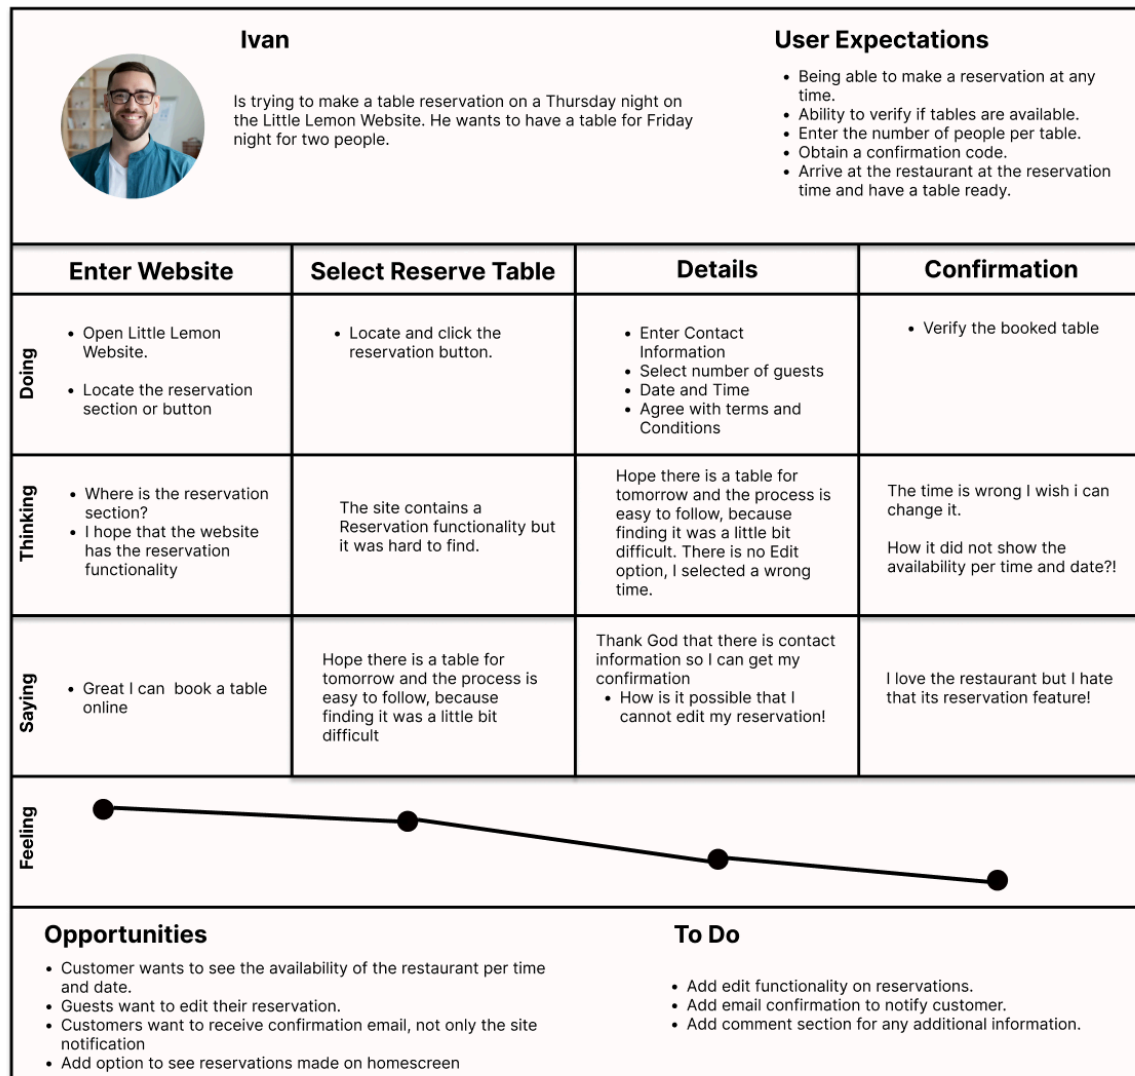 Ivan
Is trying to make a table reservation on a Thursday night on
the Little Lemon Website. He wants to have a table for Friday
night for two people.
User Expectations
• Being able to make a reservation at any
time.
• Ability to verify if tables are available.
• Enter the number of people per table.
• Obtain a confirmation code.
• Arrive at the restaurant at the reservation
time and have a table ready.
Enter Website
Select Reserve Table
Details
Confirmation
Doing
• Open Little Lemon
Website.
• Locate the reservation
section or button
• Locate and click the
reservation button.
• Enter Contact
Information
• Select number of guests
• Date and Time
• Agree with terms and
Conditions
• Verify the booked table
Thinking
• Where is the reservation
section?
• I hope that the website
has the reservation
functionality
The site contains a
Reservation functionality but
it was hard to find.
Hope there is a table for
tomorrow and the process is
easy to follow, because
finding it was a little bit
difficult. There is no Edit
option, I selected a wrong
time.
The time is wrong I wish i can
change it.
How it did not show the
availability per time and date?!
Saying
• Great I can  book a table
online
Hope there is a table for
tomorrow and the process is
easy to follow, because
finding it was a little bit
difficult
Thank God that there is contact
information so I can get my
confirmation
• How is it possible that I
cannot edit my reservation!
I love the restaurant but I hate
that its reservation feature!
Feeling
Opportunities
• Customer wants to see the availability of the restaurant per time
and date.
• Guests want to edit their reservation.
• Customers want to receive confirmation email, not only the site
notification
• Add option to see reservations made on homescreen
To Do
• Add edit functionality on reservations.
• Add email confirmation to notify customer.
• Add comment section for any additional information.